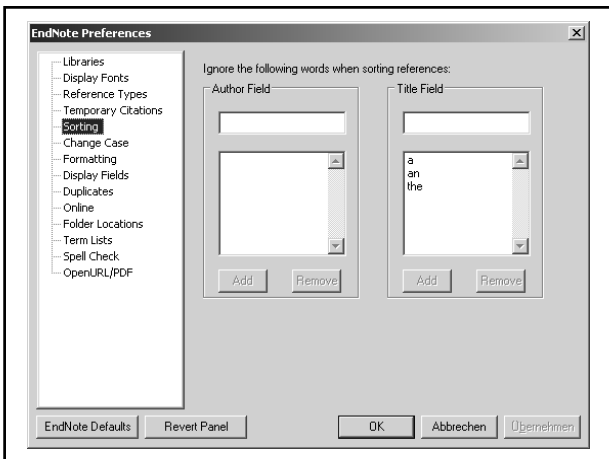 EndNote Preferences
Libraries
Display Fonts
Reference Types
Temporary Citations
Sorting
Change Case
Formatting
Display Fields
Duplicates
Online
Folder Locations
Term Lists
Spell Check
OpenURL/PDF
Ignore the following words when sorting references:
Author Field
Add Remove
Title Field
a
an
the
Add Remove
EndNote Defaults Revert Panel OK Abbrechen Übernehmen